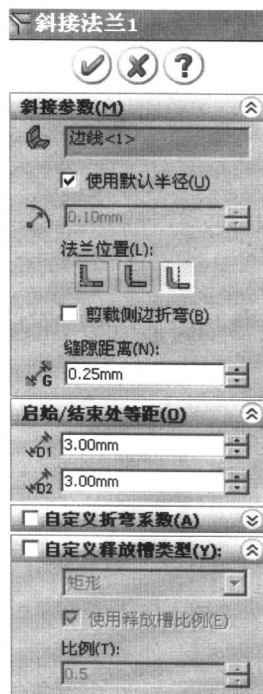 斜接法兰1
?
斜接参数(M)
边线<1>
使用默认半径(U)
0.10mm
法兰位置(L):
剪裁侧边折弯(B)
缝隙距离(N):
G
0.25mm
启始/结束处等距(O)
D1
3.00mm
D2
3.00mm
自定义折弯系数(A)
自定义释放槽类型(Y):
矩形
使用释放槽比例(E)
比例(T):
0.5